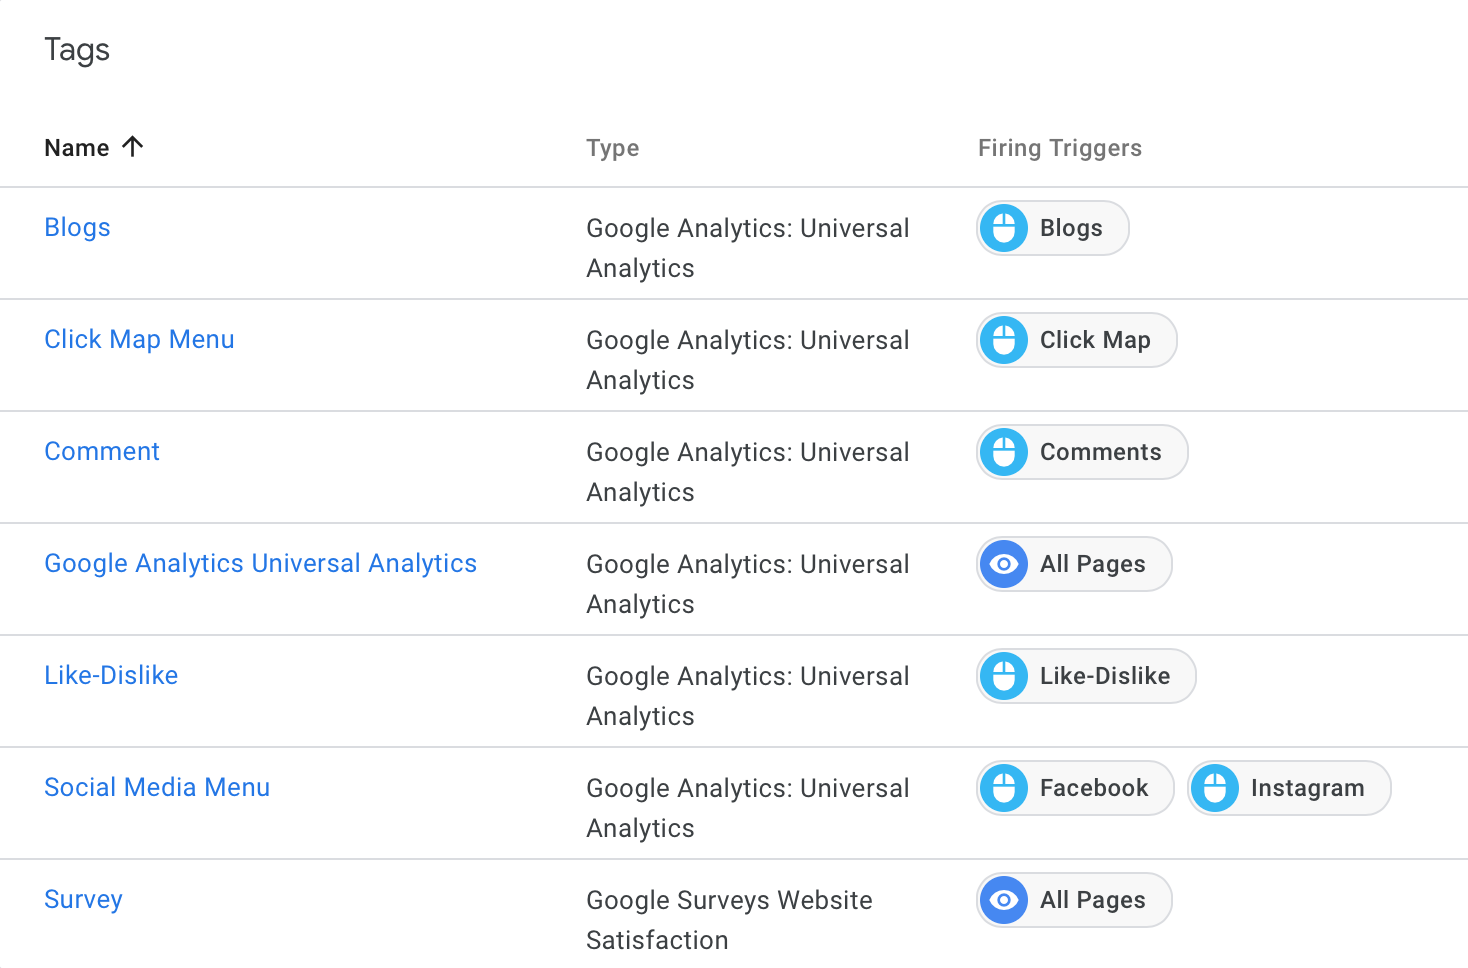 Tags
Name Type Firing Triggers
Blogs Google Analytics: Universal Blogs
Analytics
Click Map Menu Google Analytics: Universal Click Map
Analytics
Comment Google Analytics: Universal Comments
Analytics
Google Analytics Universal Analytics Google Analytics: Universal All Pages
Analytics
Like-Dislike Google Analytics: Universal Like-Dislike
Analytics
Social Media Menu Google Analytics: Universal Facebook Instagram
Analytics
Survey Google Surveys Website All Pages
Satisfaction